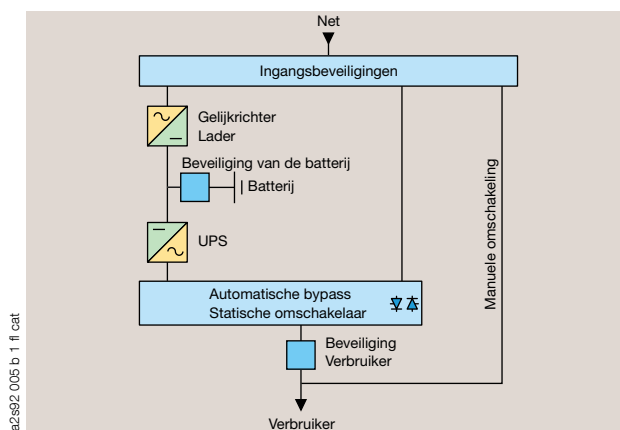 Net
Ingangsbeveiligingen
Gelijkrichter
Lader
Beveiliging van de batterij
Batterij
UPS
Manuele omschakeling
Automatische bypass
Statische omschakelaar
Beveiliging
Verbruiker
Verbruiker
a2s92 005 b 1 fl cat